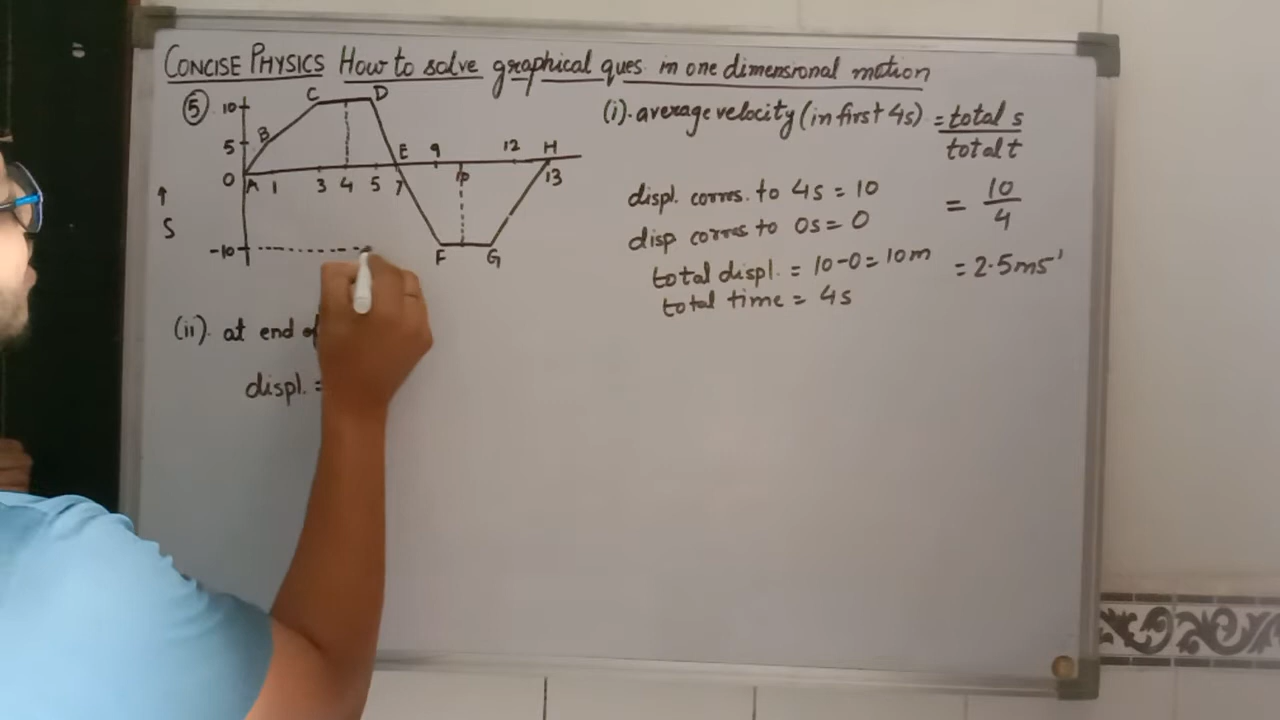 CONCISE PHYSICS How to solve graphical ques. in one dimensional motion
5
C D
10
B
5
E 9 12 H
0 A 1 3 4 5 7 10 13
↑
S
-10
F G
(i). average velocity (in first 4s) = total s
total t
displ. corres. to 4s = 10
= 10
4
disp corres to 0s = 0
total displ. = 10-0 = 10m
= 2.5ms'
total time = 4s
(ii). at end of
displ. =